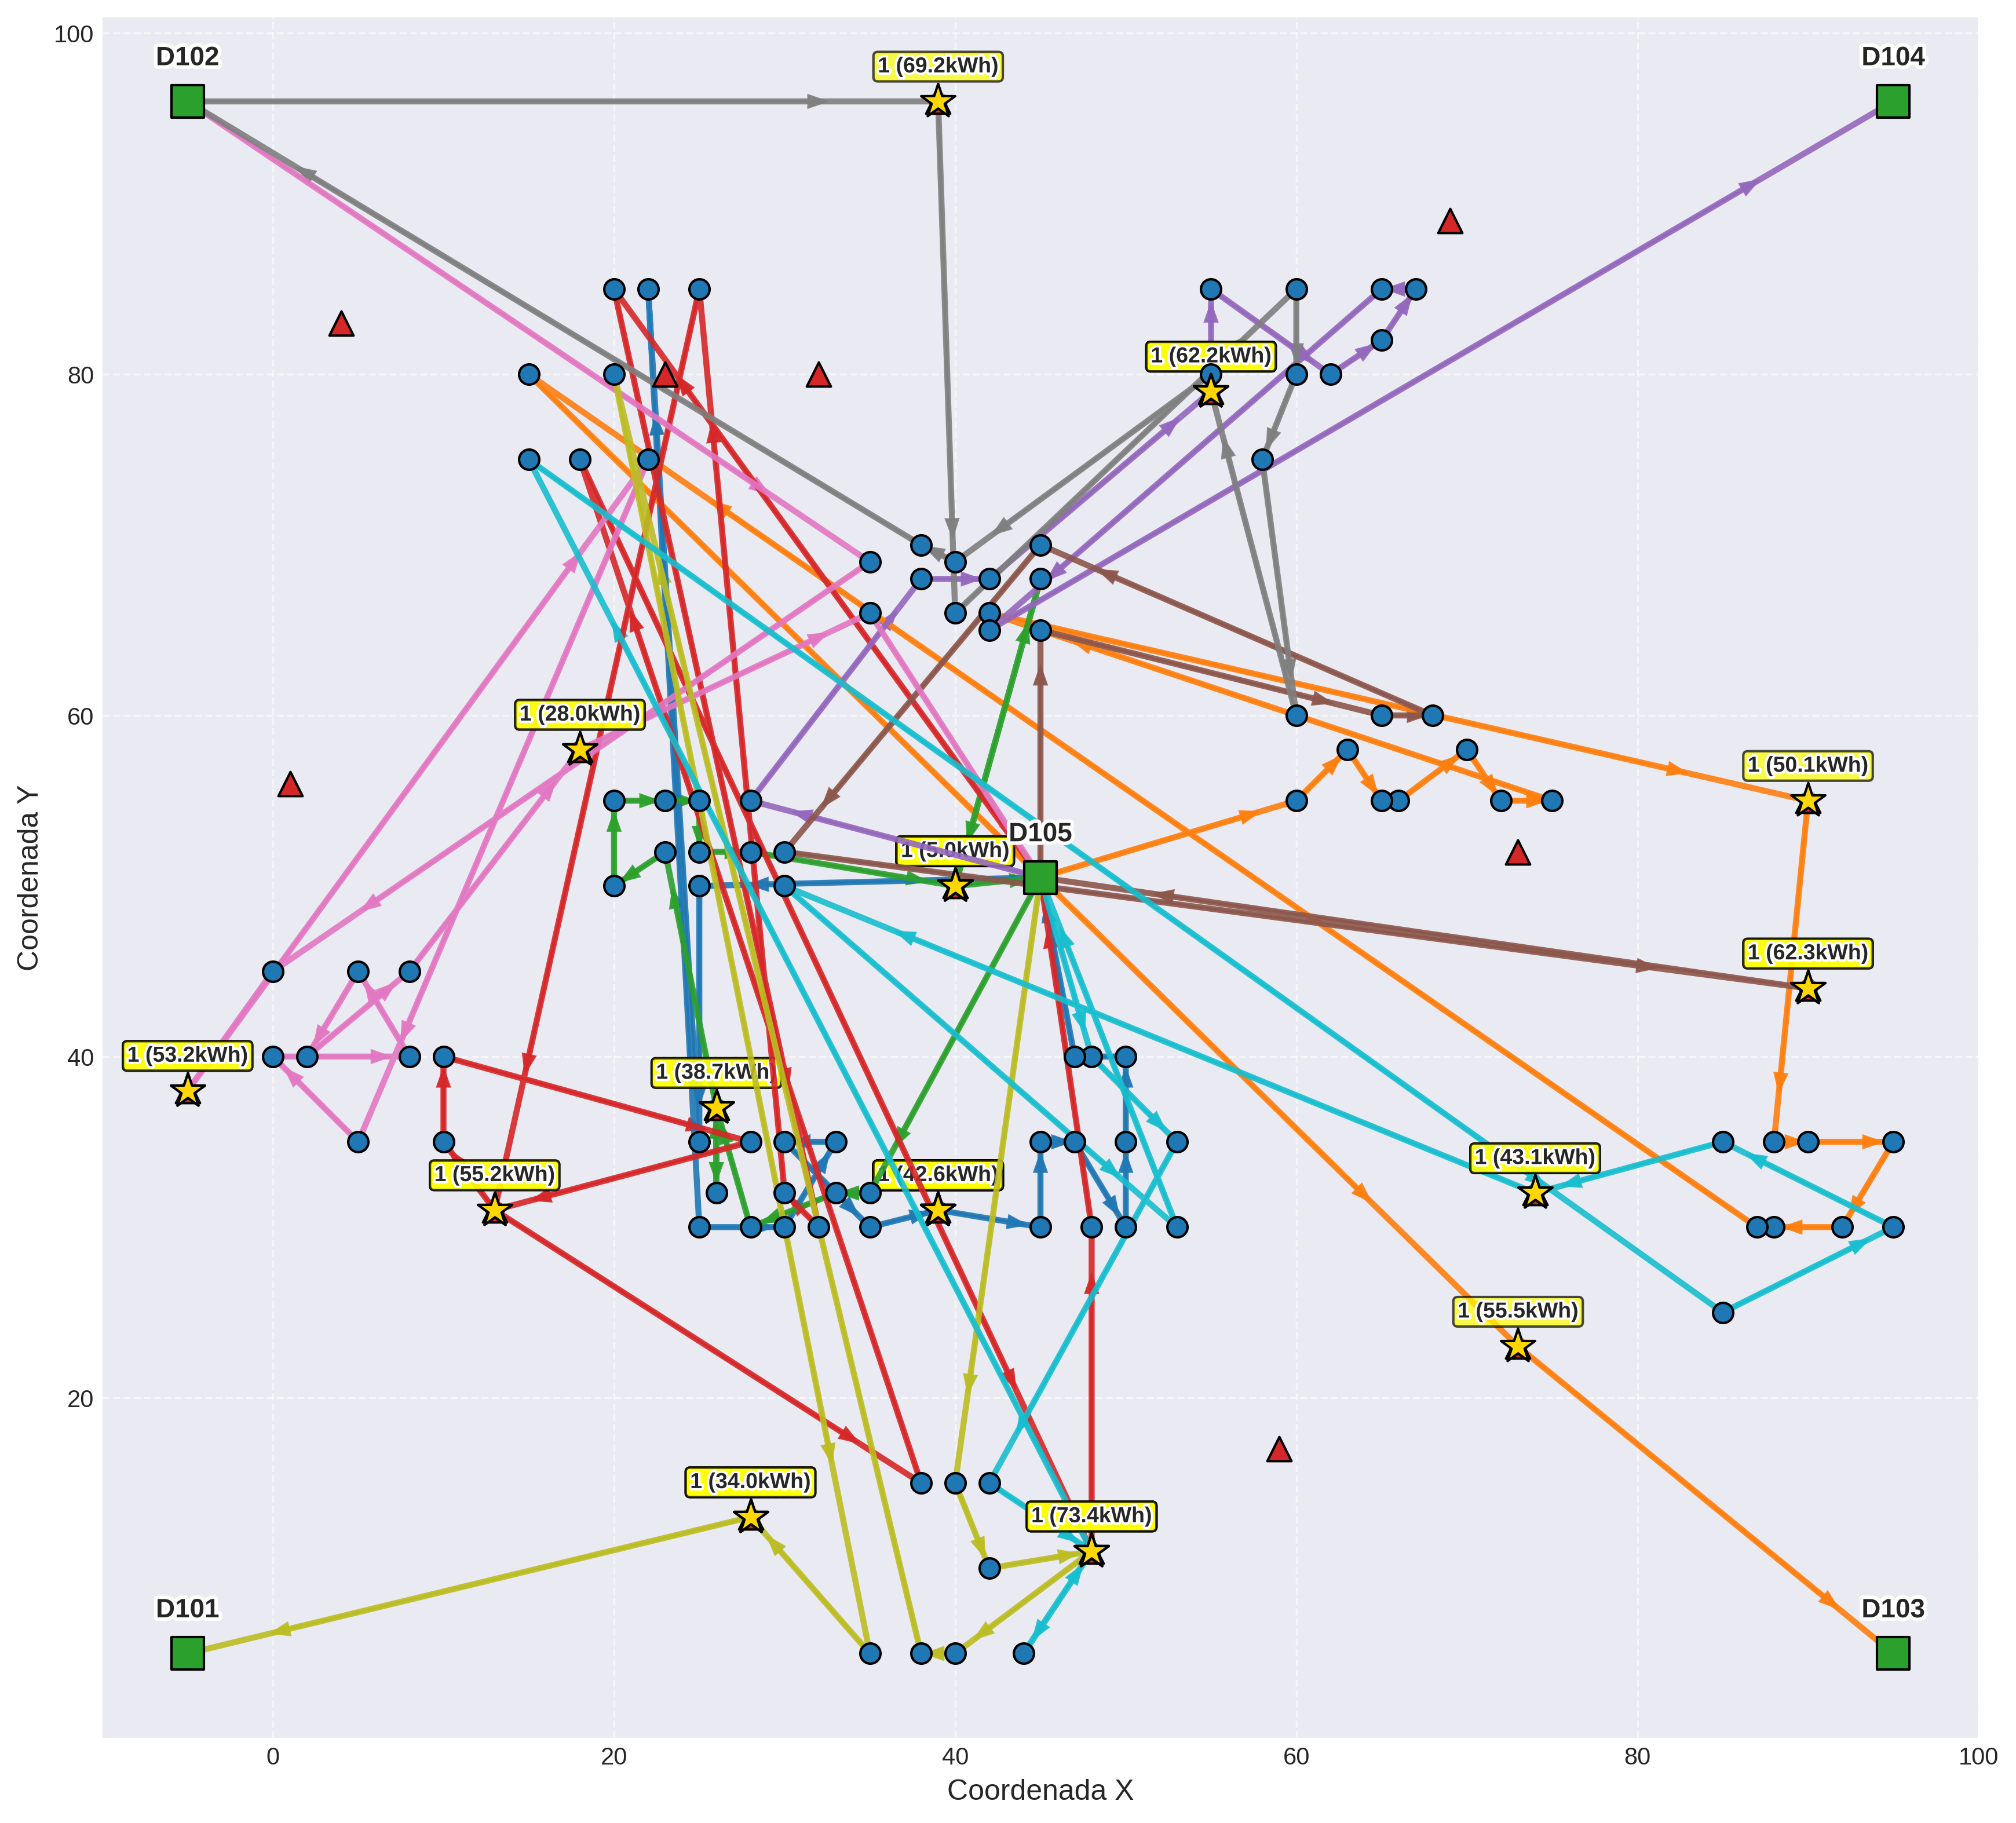 D102
D104
1 (69.2kWh)
1 (62.2kWh)
1 (28.0kWh)
1 (50.1kWh)
D105
1 (5.0kWh)
1 (62.3kWh)
1 (53.2kWh)
1 (38.7kWh)
1 (43.1kWh)
1 (55.2kWh)
1 (42.6kWh)
1 (55.5kWh)
1 (34.0kWh)
1 (73.4kWh)
D101
D103
100
80
60
40
20
0
20
40
60
80
100
Coordenada X
Coordenada Y